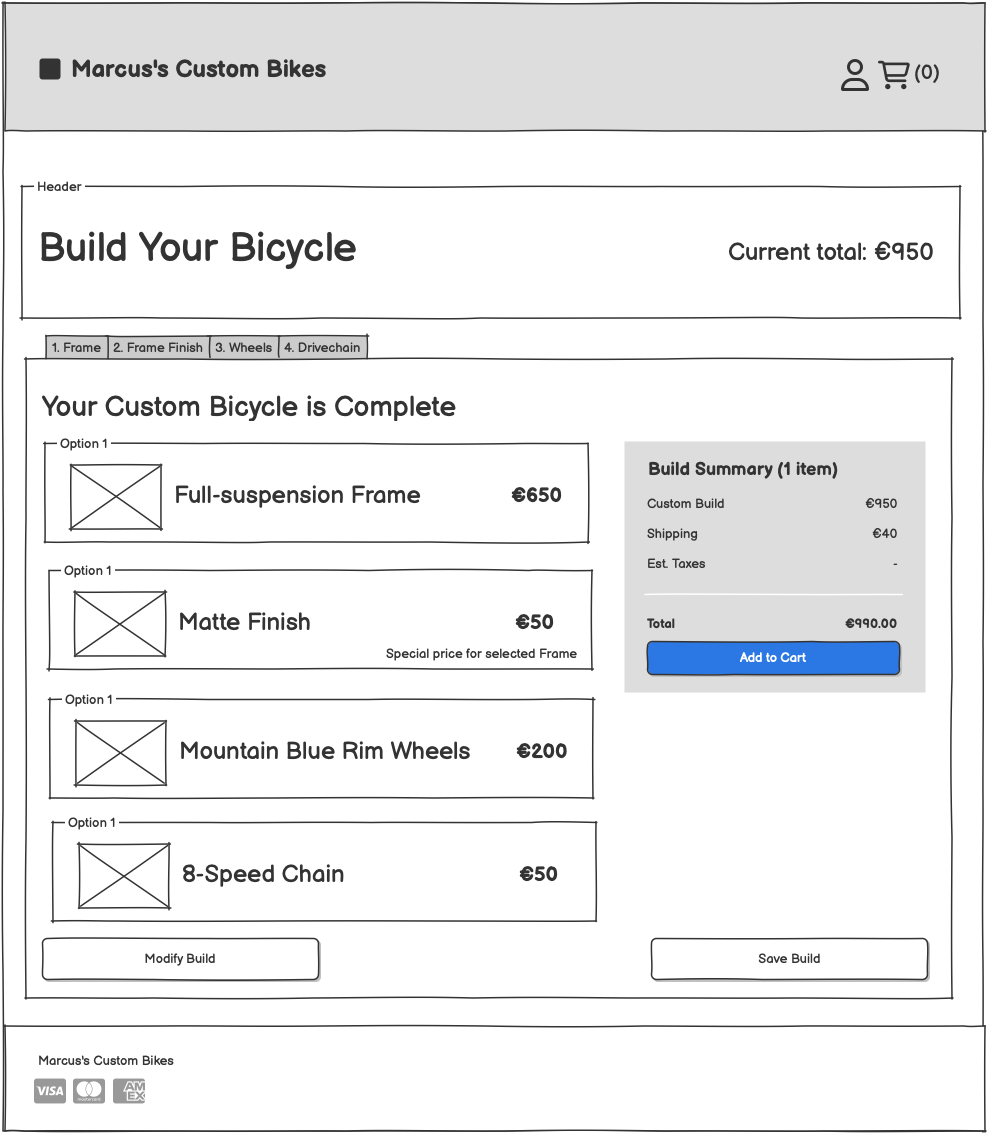 Marcus's Custom Bikes
(0)
Header
Build Your Bicycle
Current total: €950
1. Frame
2. Frame Finish
3. Wheels
4. Drivechain
Your Custom Bicycle is Complete
Option 1
Full-suspension Frame
€650
Option 1
Matte Finish
€50
Special price for selected Frame
Option 1
Mountain Blue Rim Wheels
€200
Option 1
8-Speed Chain
€50
Build Summary (1 item)
Custom Build
€950
Shipping
€40
Est. Taxes
-
Total
€990.00
Add to Cart
Modify Build
Save Build
Marcus's Custom Bikes
VISA
mastercard
AM
EX